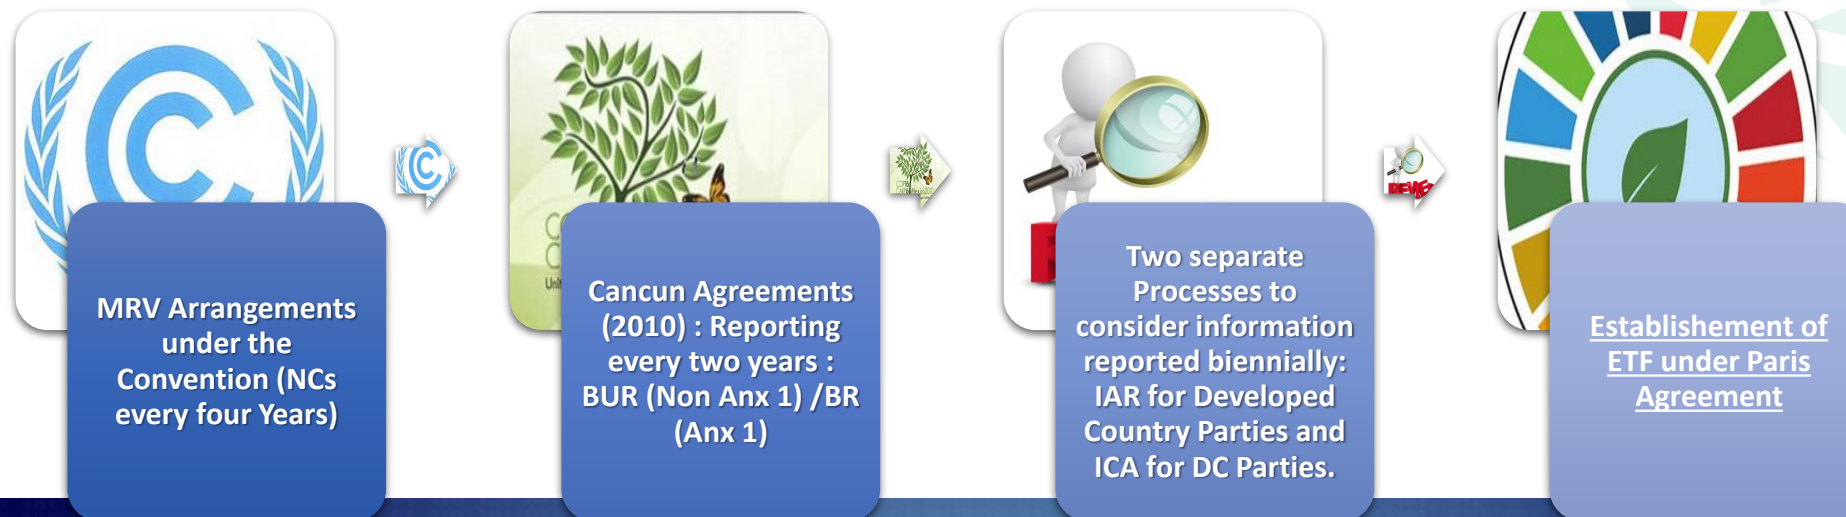 MRV Arrangements
under the
Convention (NCs
every four Years)
Cancun Agreements
(2010) : Reporting
every two years :
BUR (Non Anx 1) /BR
(Anx 1)
Two separate
Processes to
consider information
reported biennially:
IAR for Developed
Country Parties and
ICA for DC Parties.
Establishement of
ETF under Paris
Agreement